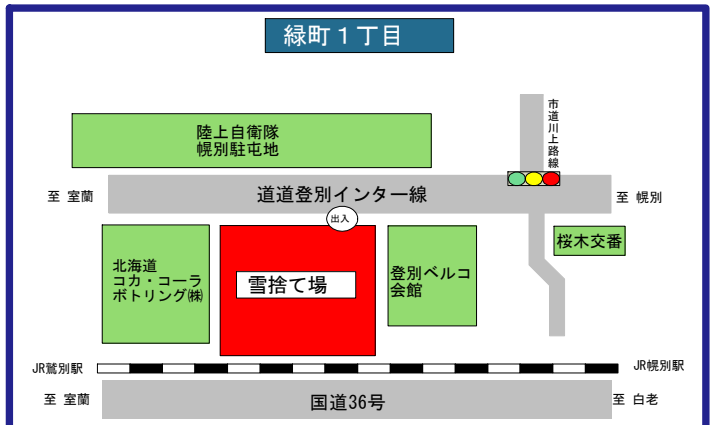 緑町１丁目
市道川上路線
陸上自衛隊
幌別駐屯地
至 室蘭
道道登別インター線
至 幌別
出入
桜木交番
北海道
コカ・コーラ
ボトリング㈱
雪捨て場
登別ベルコ
会館
JR鷲別駅
JR幌別駅
至 室蘭
国道36号
至 白老